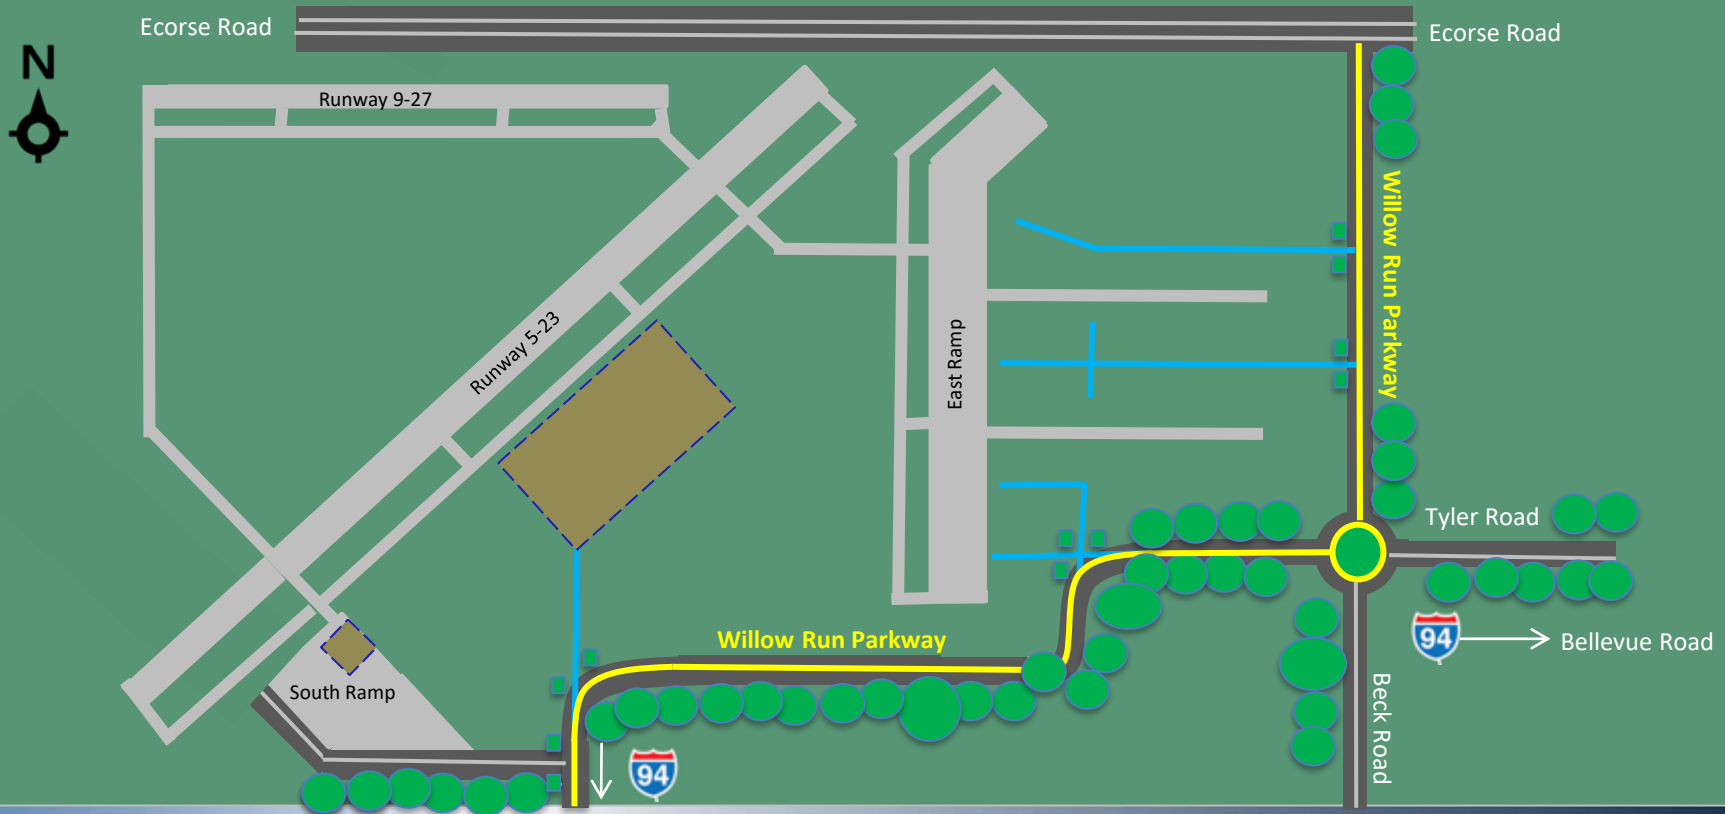 Ecorse Road
Ecorse Road
N
Runway 9-27
Willow Run Parkway
Runway 5-23
East Ramp
Tyler Road
Willow Run Parkway
94
Bellevue Road
South Ramp
Beck Road
94